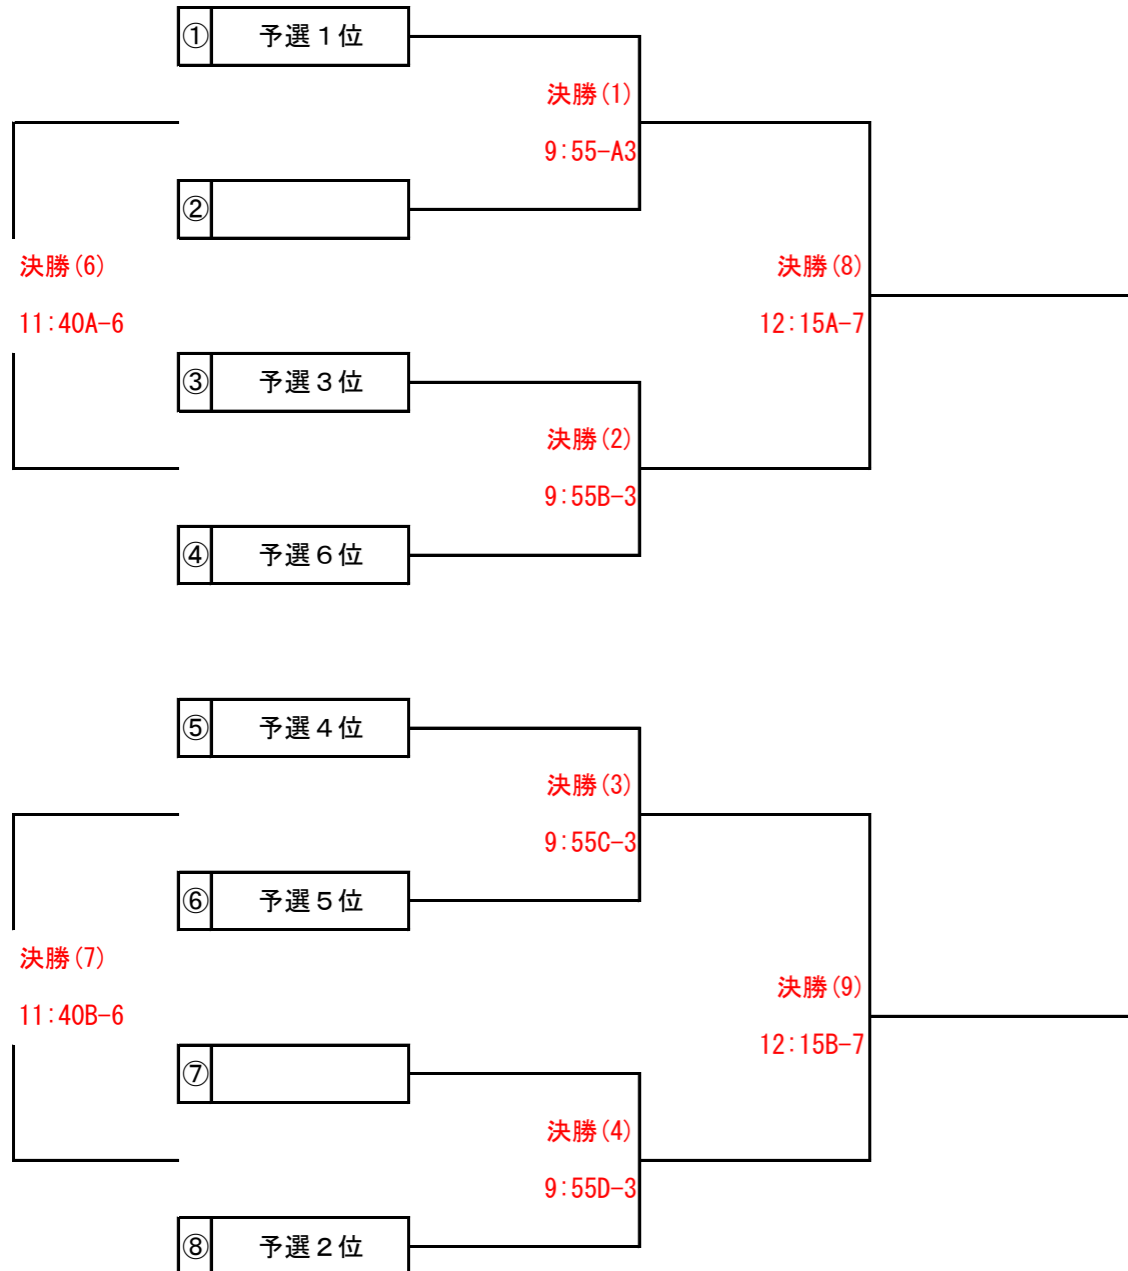 ① 予選１位
決勝(1)
9:55-A3
②
決勝(6)
決勝(8)
11:40A-6
12:15A-7
③ 予選３位
決勝(2)
9:55B-3
④ 予選６位
⑤ 予選４位
決勝(3)
9:55C-3
⑥ 予選５位
決勝(7)
決勝(9)
11:40B-6
12:15B-7
⑦
決勝(4)
9:55D-3
⑧ 予選２位